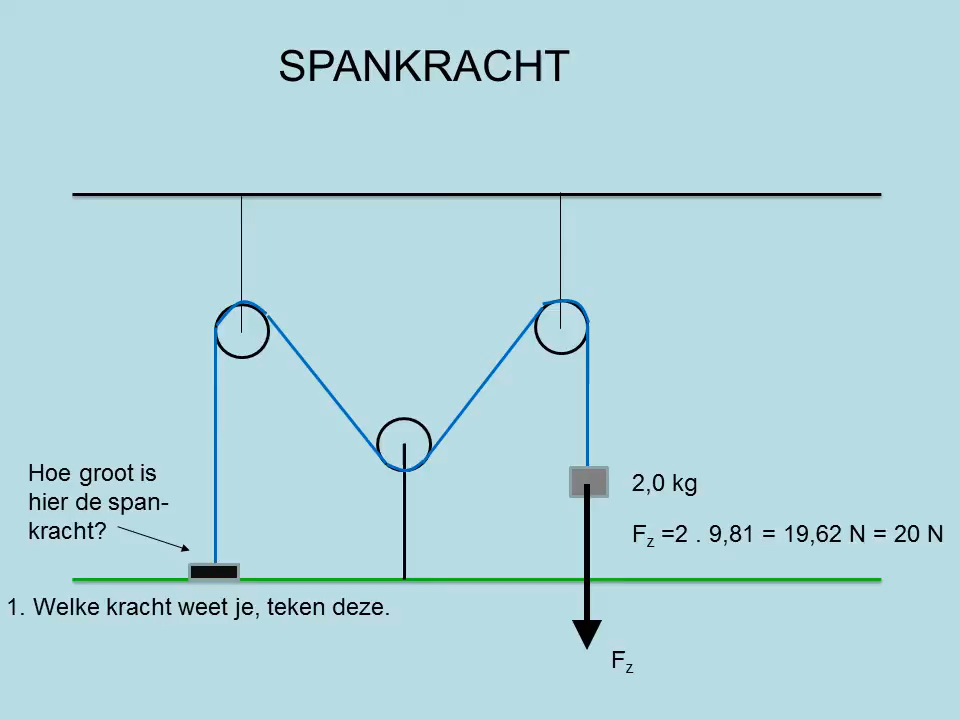 SPANKRACHT
Hoe groot is
hier de span-
kracht?
2,0 kg
Fz =2 . 9,81 = 19,62 N = 20 N
1. Welke kracht weet je, teken deze.
Fz